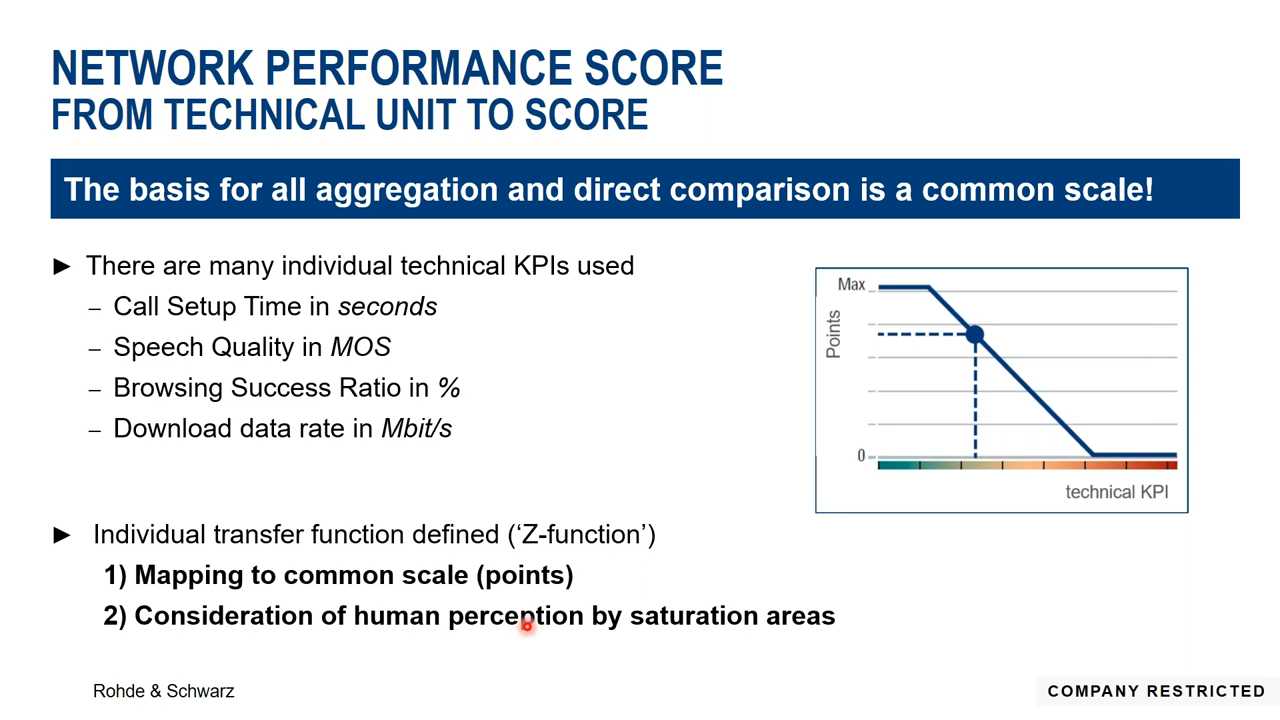 NETWORK PERFORMANCE SCORE
FROM TECHNICAL UNIT TO SCORE
The basis for all aggregation and direct comparison is a common scale!
► There are many individual technical KPIs used
– Call Setup Time in seconds
– Speech Quality in MOS
– Browsing Success Ratio in %
– Download data rate in Mbit/s
► Individual transfer function defined (‘Z-function’)
1) Mapping to common scale (points)
2) Consideration of human perception by saturation areas
Max
Points
0
technical KPI
Rohde & Schwarz
COMPANY RESTRICTED